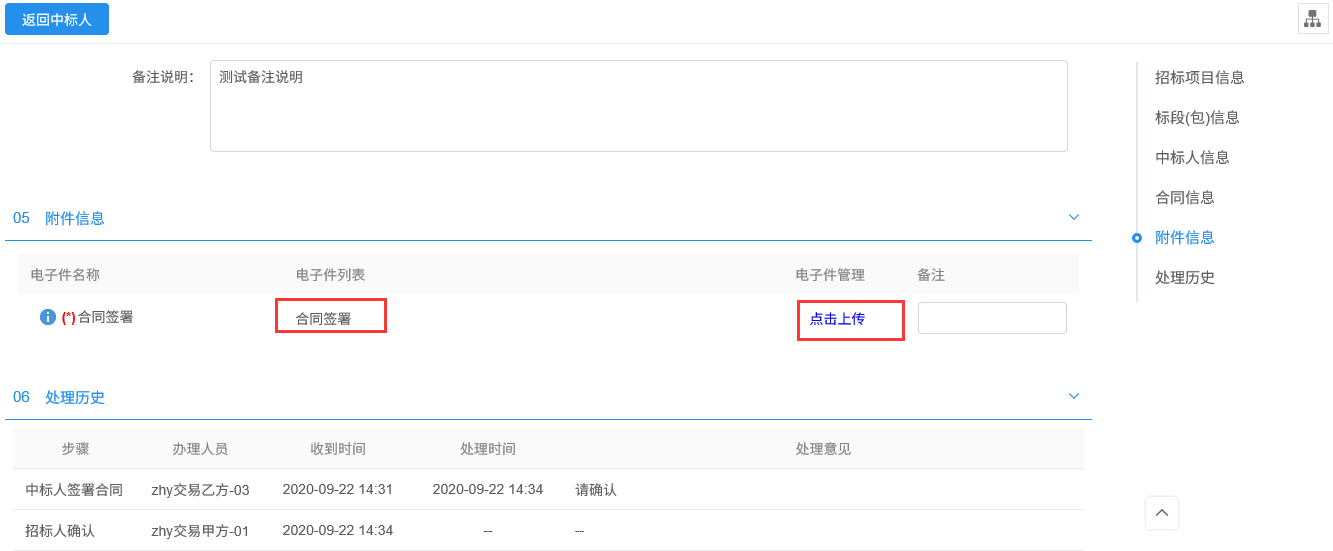 返回中标人
备注说明：
测试备注说明
招标项目信息
标段(包)信息
中标人信息
合同信息
附件信息
处理历史
05 附件信息
电子件名称 电子件列表 电子件管理 备注
(*)合同签署 合同签署 点击上传
06 处理历史
步骤 办理人员 收到时间 处理时间 处理意见
中标人签署合同 zhy交易乙方-03 2020-09-22 14:31 2020-09-22 14:34 请确认
招标人确认 zhy交易甲方-01 2020-09-22 14:34 -- --